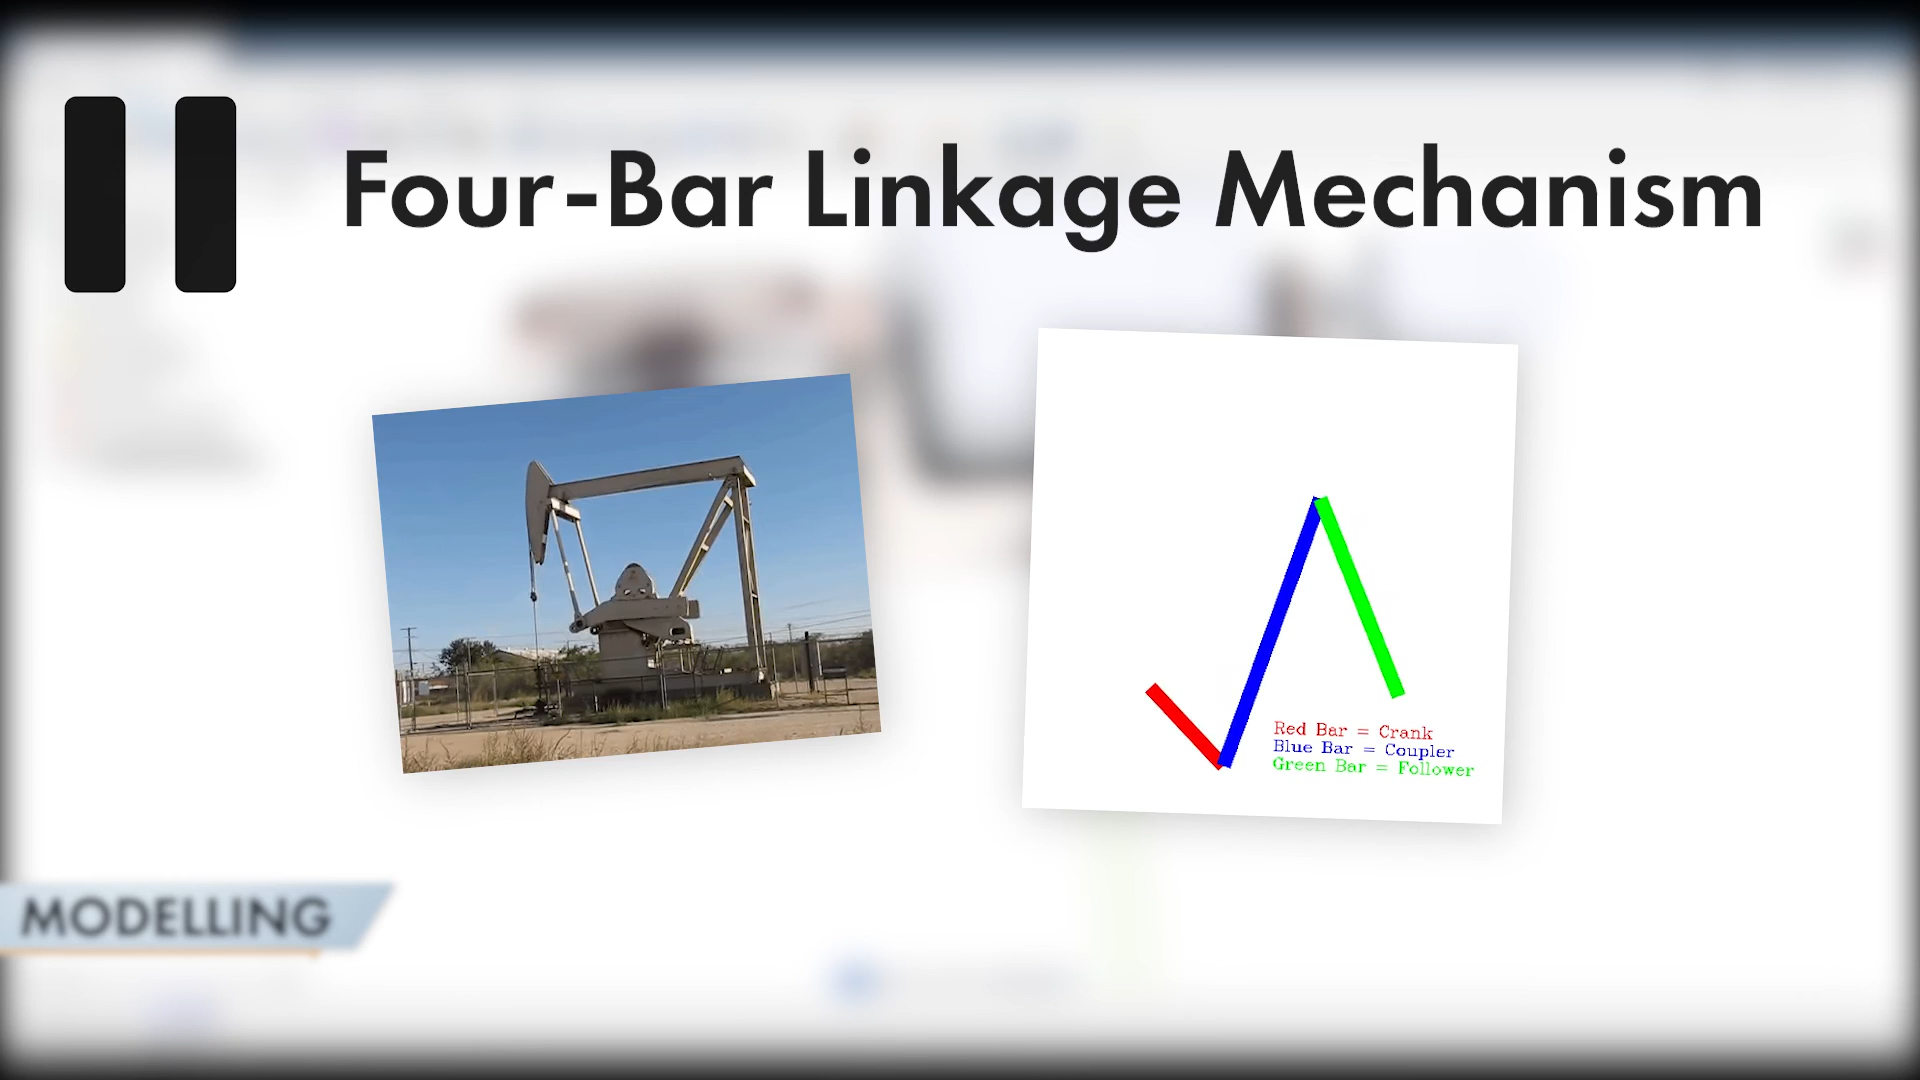 Four-Bar Linkage Mechanism
Red Bar = Crank
Blue Bar = Coupler
Green Bar = Follower
MODELLING